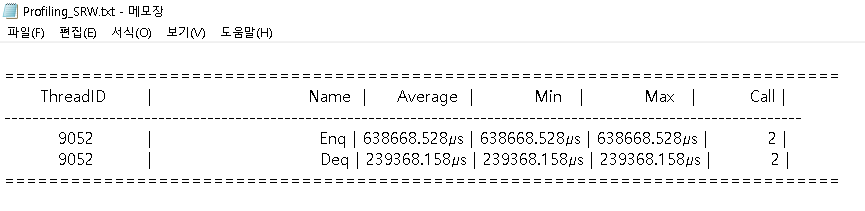 Profiling_SRW.txt - 메모장
파일(F) 편집(E) 서식(O) 보기(V) 도움말(H)
===========================================================================
ThreadID | Name | Average | Min | Max | Call |
---------------------------------------------------------------------------
9052 | Enq | 638668.528µs | 638668.528µs | 638668.528µs | 2 |
9052 | Deq | 239368.158µs | 239368.158µs | 239368.158µs | 2 |
===========================================================================